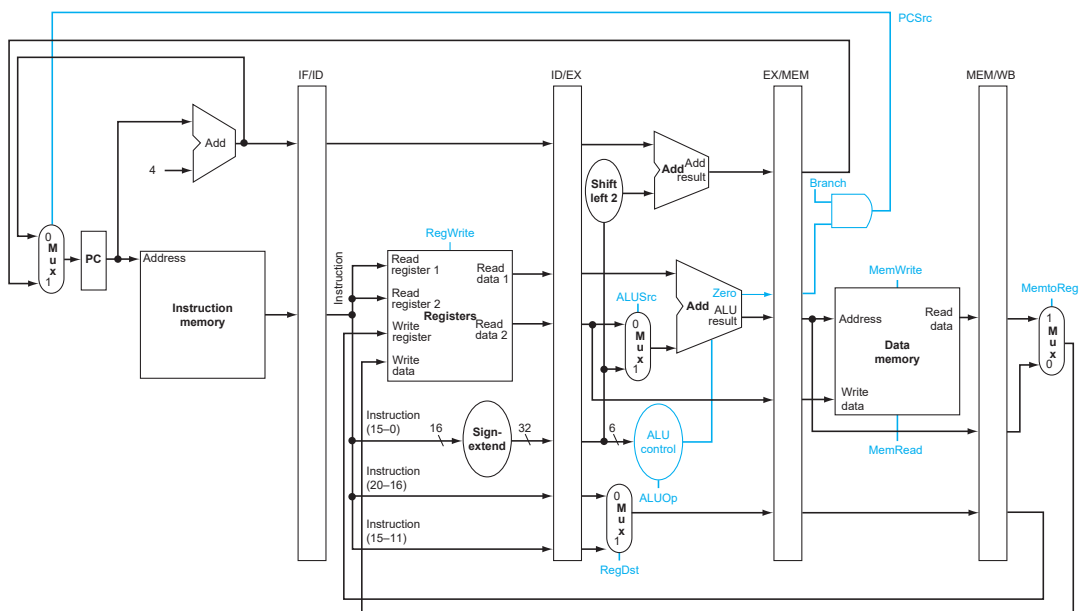 PCSrc
IF/ID
ID/EX
EX/MEM
MEM/WB
Add
4
Add
Add
result
Shift
left 2
Branch
0
M
u
x
1
PC
Address
Instruction
memory
Instruction
RegWrite
Read
register 1
Read
register 2
Write
register
Write
data
Registers
Read
data 1
Read
data 2
ALUSrc
0
M
u
x
1
Add
Zero
ALU
result
MemWrite
Address
Read
data
Data
memory
Write
data
MemRead
MemtoReg
1
M
u
x
0
Instruction
(15–0)
16
Sign-
extend
32
6
ALU
control
ALUOp
Instruction
(20–16)
Instruction
(15–11)
0
M
u
x
1
RegDst